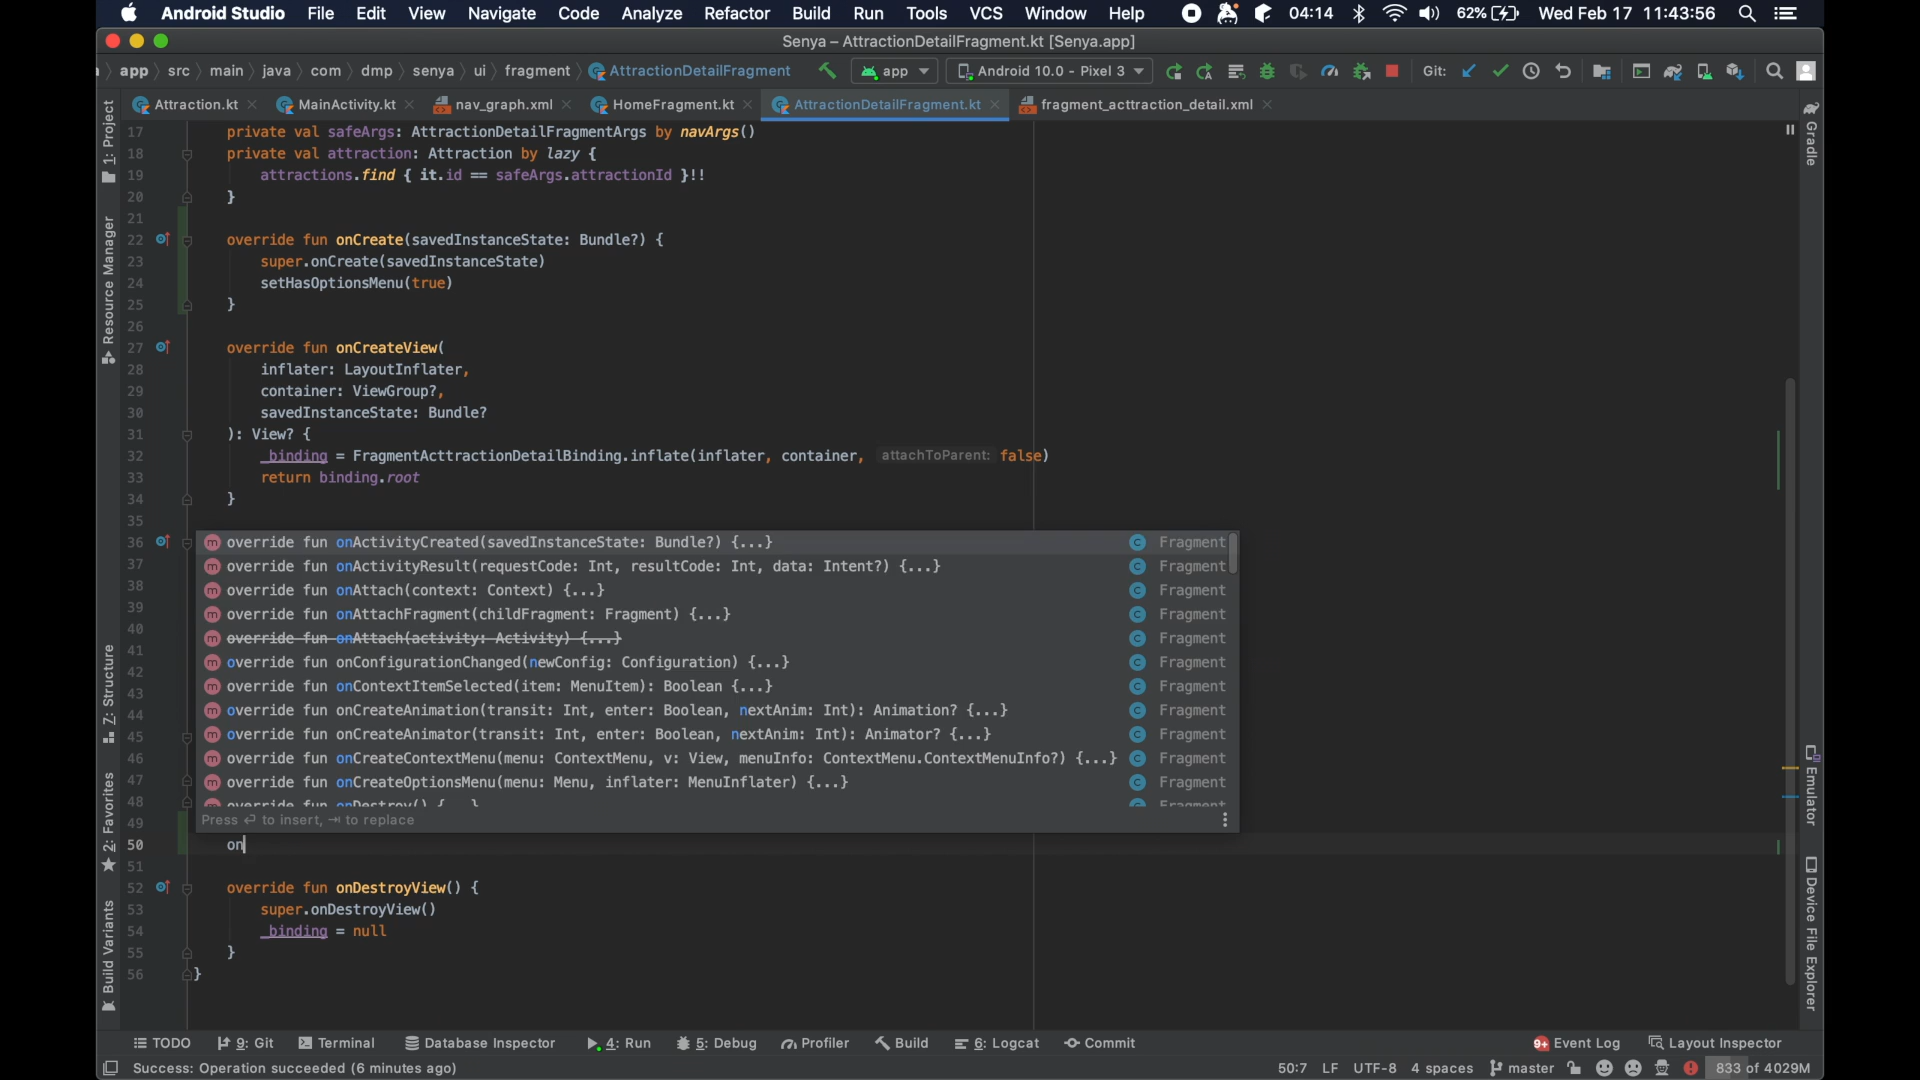 Android Studio File Edit View Navigate Code Analyze Refactor Build Run Tools VCS Window Help 04:14 62% Wed Feb 17 11:43:56
Senya – AttractionDetailFragment.kt [Senya.app]
app src main java com dmp senya ui fragment AttractionDetailFragment app Android 10.0 - Pixel 3 Git:
Attraction.kt MainActivity.kt nav_graph.xml HomeFragment.kt AttractionDetailFragment.kt fragment_acttraction_detail.xml
1: Project
Resource Manager
Z: Structure
2: Favorites
Build Variants
17 private val safeArgs: AttractionDetailFragmentArgs by navArgs()
18 private val attraction: Attraction by lazy {
19 attractions.find { it.id == safeArgs.attractionId }!!
20 }
21
22 override fun onCreate(savedInstanceState: Bundle?) {
23 super.onCreate(savedInstanceState)
24 setHasOptionsMenu(true)
25 }
26
27 override fun onCreateView(
28 inflater: LayoutInflater,
29 container: ViewGroup?,
30 savedInstanceState: Bundle?
31 ): View? {
32 _binding = FragmentActtractionDetailBinding.inflate(inflater, container, attachToParent: false)
33 return binding.root
34 }
35
36 override fun onActivityCreated(savedInstanceState: Bundle?) {...} Fragment
37 override fun onActivityResult(requestCode: Int, resultCode: Int, data: Intent?) {...} Fragment
38 override fun onAttach(context: Context) {...} Fragment
39 override fun onAttachFragment(childFragment: Fragment) {...} Fragment
40 override fun onAttach(activity: Activity) {...} Fragment
41 override fun onConfigurationChanged(newConfig: Configuration) {...} Fragment
42 override fun onContextItemSelected(item: MenuItem): Boolean {...} Fragment
43
44 override fun onCreateAnimation(transit: Int, enter: Boolean, nextAnim: Int): Animation? {...} Fragment
45 override fun onCreateAnimator(transit: Int, enter: Boolean, nextAnim: Int): Animator? {...} Fragment
46 override fun onCreateContextMenu(menu: ContextMenu, v: View, menuInfo: ContextMenu.ContextMenuInfo?) {...} Fragment
47 override fun onCreateOptionsMenu(menu: Menu, inflater: MenuInflater) {...} Fragment
48 override fun onDestroy() {...} Fragment
49 Press ⏎ to insert, ⇥ to replace
50 on
51
52 override fun onDestroyView() {
53 super.onDestroyView()
54 _binding = null
55 }
56 }
Gradle
Emulator
Device File Explorer
TODO 9: Git Terminal Database Inspector 4: Run 5: Debug Profiler Build 6: Logcat Commit 9+ Event Log Layout Inspector
Success: Operation succeeded (6 minutes ago) 50:7 LF UTF-8 4 spaces master 833 of 4029M